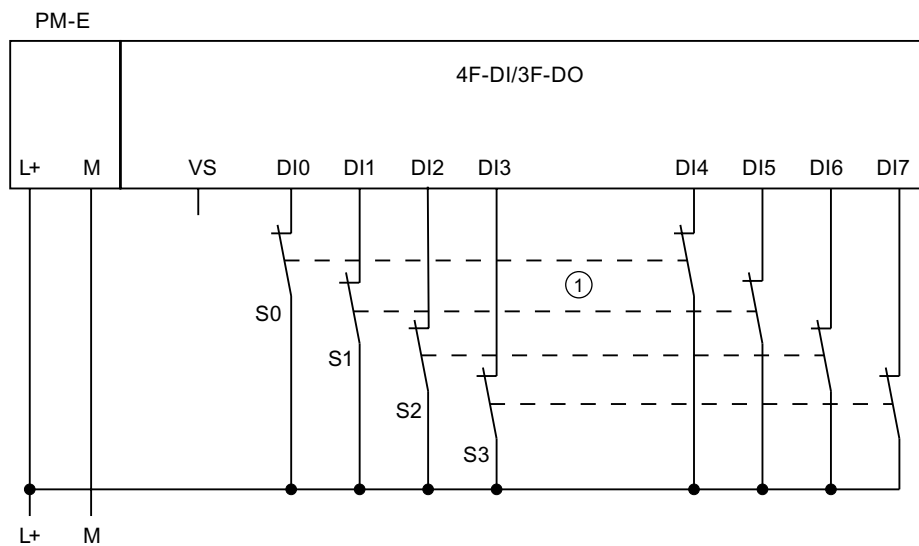 PM-E
4F-DI/3F-DO
L+ M VS DI0 DI1 DI2 DI3 DI4 DI5 DI6 DI7
1
S0
S1
S2
S3
L+ M